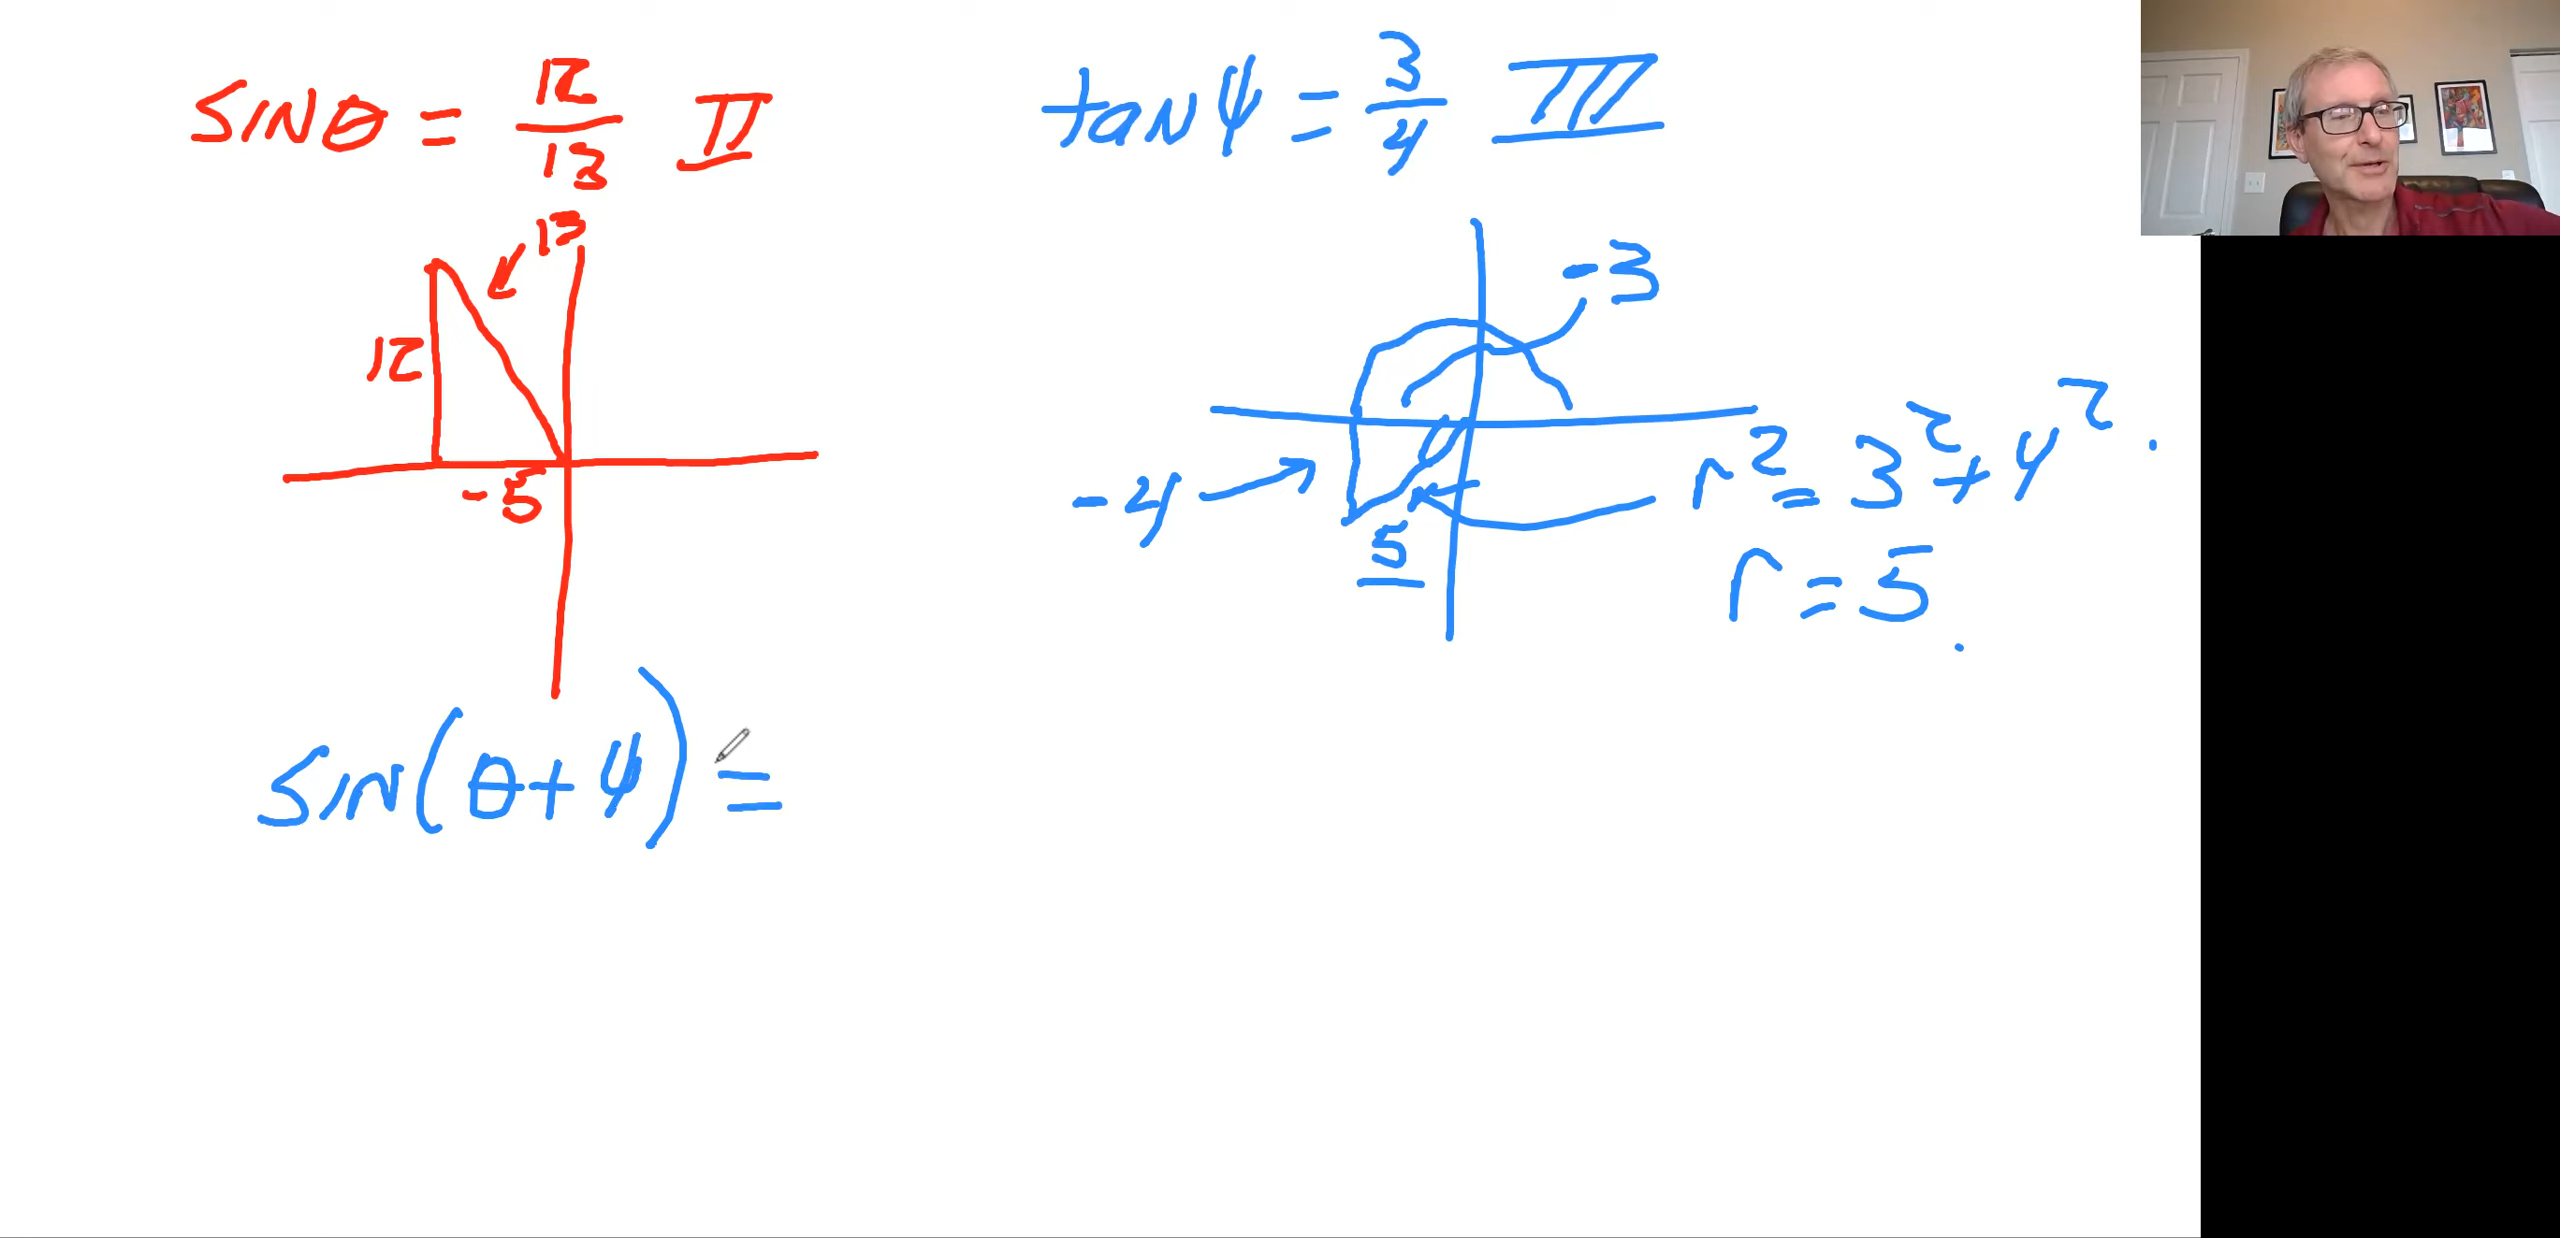 sinθ = 12/13 II
tanψ = 3/4 III
13
12
-5
-3
-4
5
r² = 3² + 4².
r = 5.
sin(θ+ψ) =